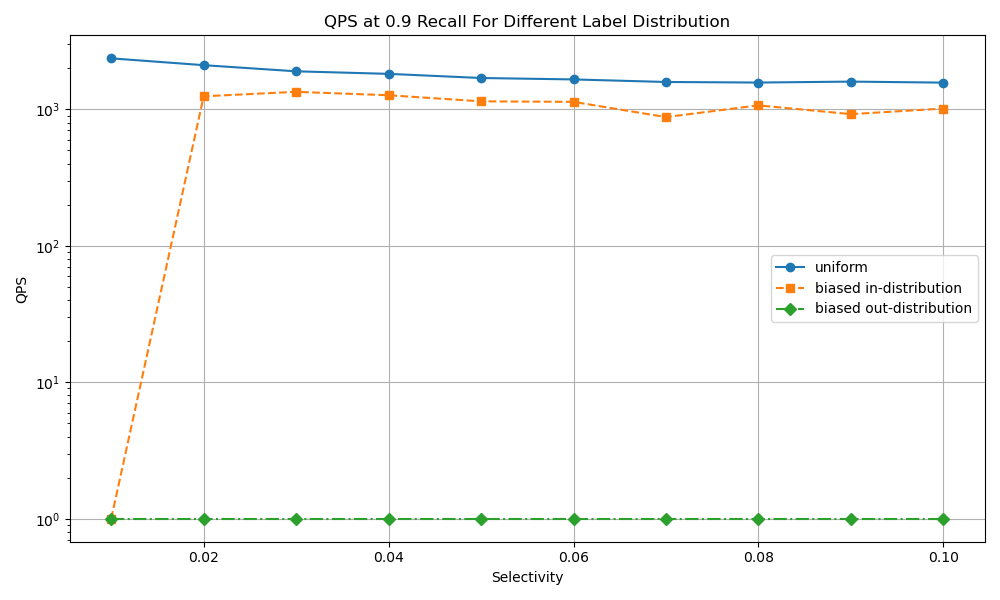 QPS at 0.9 Recall For Different Label Distribution
QPS
10³
10²
10¹
10⁰
uniform
biased in-distribution
biased out-distribution
0.02 0.04 0.06 0.08 0.10
Selectivity